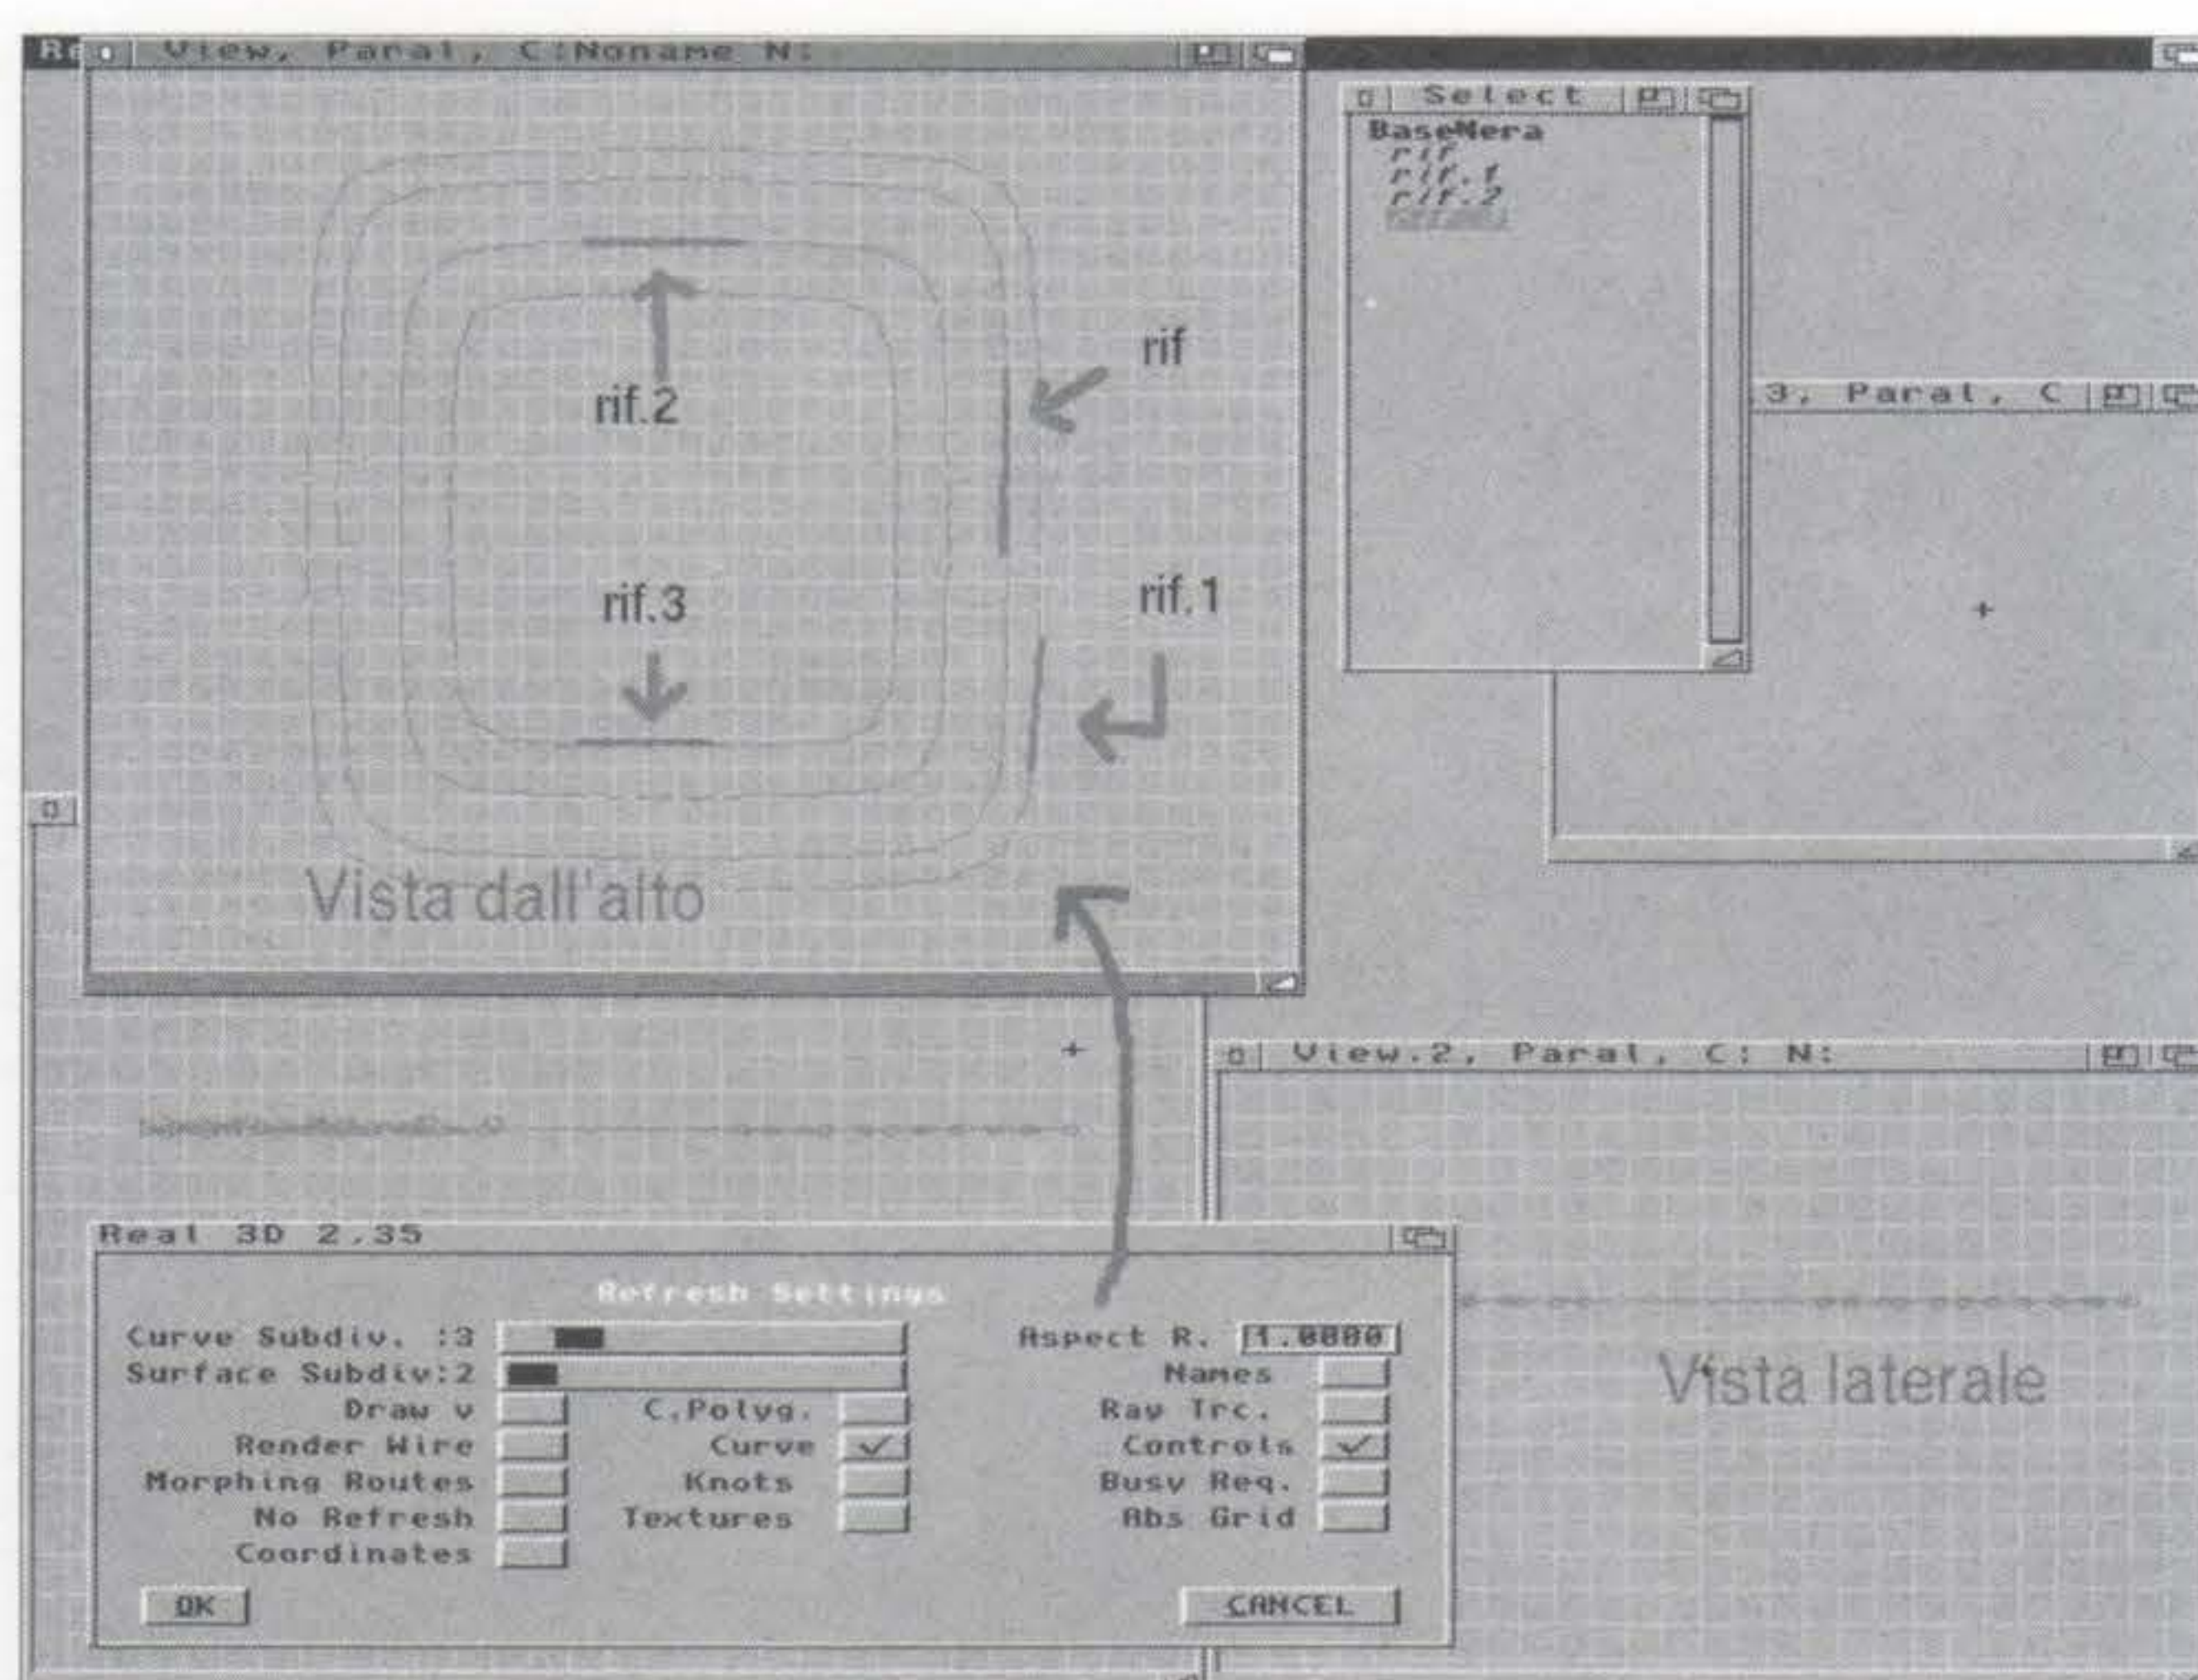 Re
View, Paral, C:Noname N:
Select
BaseNera
rif
rif.1
rif.2
rif
rif.2
rif.3
rif.1
Vista dall'alto
3, Paral, C
View.2, Paral, C: N:
Vista laterale
Real 3D 2.35
Refresh Settings
Curve Subdiv. :3
Aspect R. 1.0000
Surface Subdiv:2
Names
Draw v
C.Polyg.
Ray Trc.
Render Wire
Curve
Controls
Morphing Routes
Knots
Busy Req.
No Refresh
Textures
Abs Grid
Coordinates
OK
CANCEL